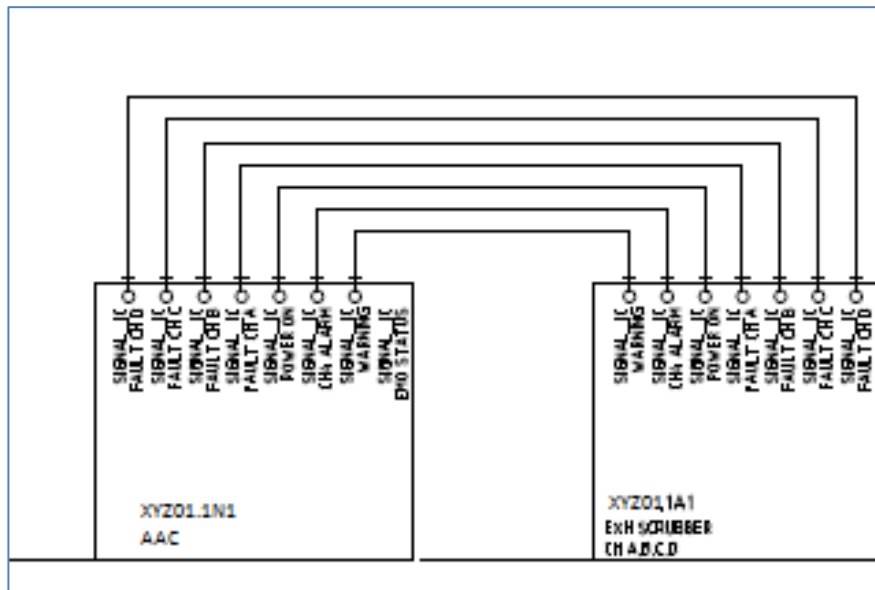 SIGNAL_IC
FAULT CH D
SIGNAL_IC
FAULT CH C
SIGNAL_IC
FAULT CH B
SIGNAL_IC
FAULT CH A
SIGNAL_IC
POWER ON
SIGNAL_IC
CH4 ALARM
SIGNAL_IC
WARNING
SIGNAL_IC
EMO STATUS
SIGNAL_IC
WARNING
SIGNAL_IC
CH4 ALARM
SIGNAL_IC
POWER ON
SIGNAL_IC
FAULT CH A
SIGNAL_IC
FAULT CH B
SIGNAL_IC
FAULT CH C
SIGNAL_IC
FAULT CH D
XYZ01.1N1
AAC
XYZ01,1A1
EXH SCRUBBER
CH A,B,C,D